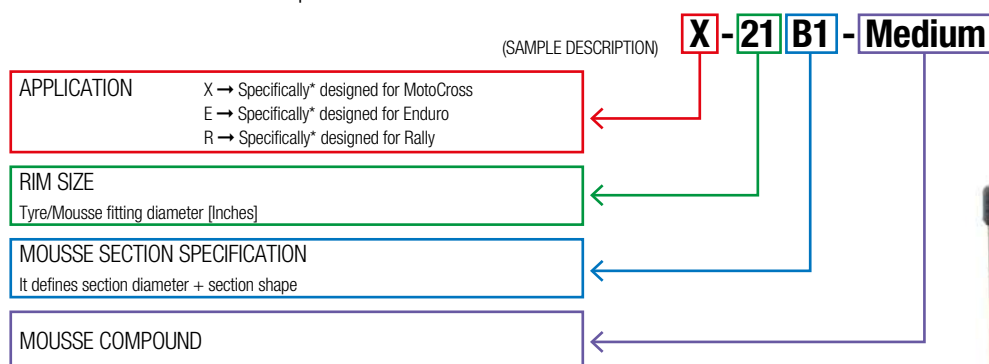 (SAMPLE DESCRIPTION) X - 21 B1 - Medium
APPLICATION
X → Specifically* designed for MotoCross
E → Specifically* designed for Enduro
R → Specifically* designed for Rally
RIM SIZE
Tyre/Mousse fitting diameter [Inches]
MOUSSE SECTION SPECIFICATION
It defines section diameter + section shape
MOUSSE COMPOUND